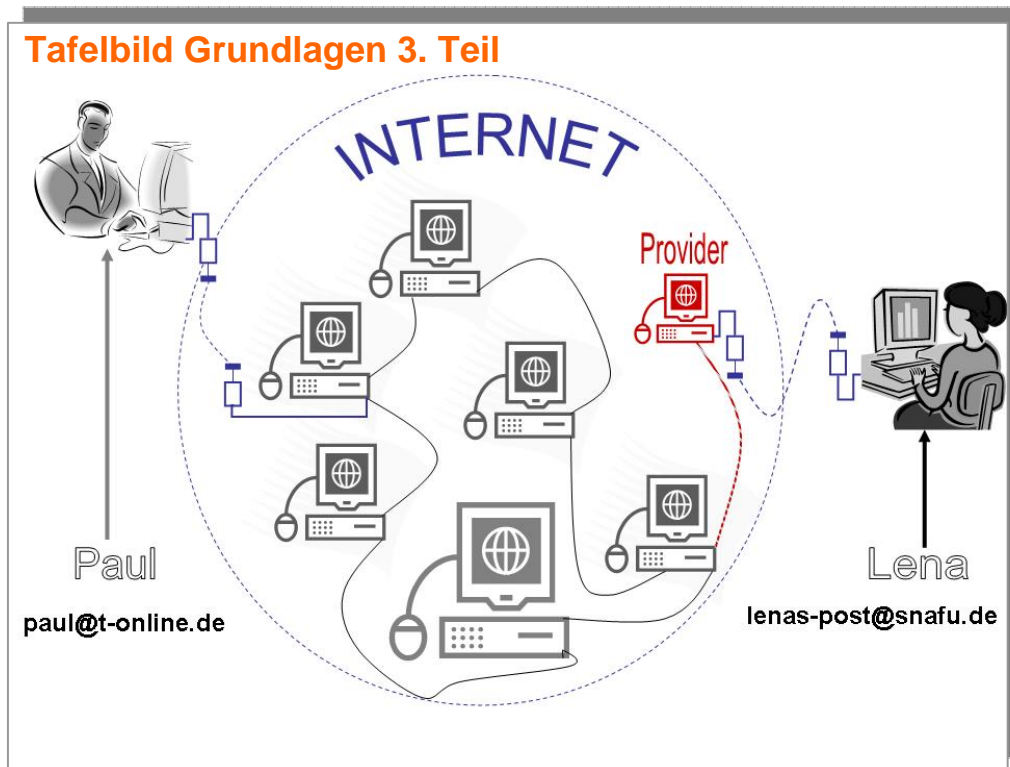 Tafelbild Grundlagen 3. Teil
INTERNET
Provider
Paul
Lena
paul@t-online.de
lenas-post@snafu.de